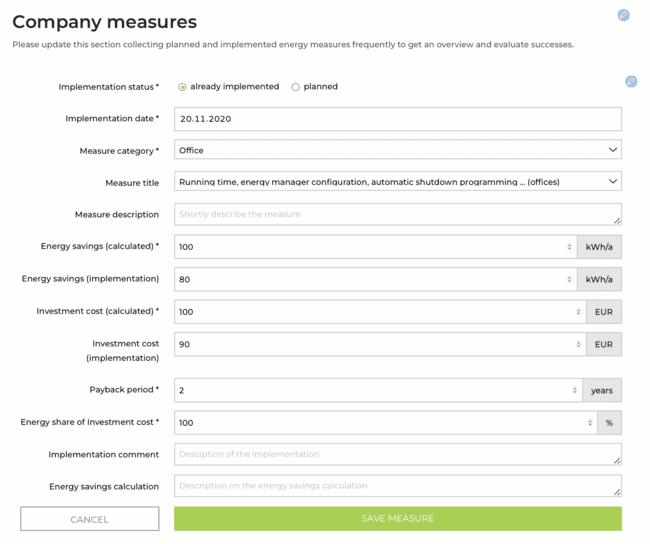 Company measures
Please update this section collecting planned and implemented energy measures frequently to get an overview and evaluate successes.
Implementation status * already implemented planned
Implementation date * 20.11.2020
Measure category * Office
Measure title Running time, energy manager configuration, automatic shutdown programming ... (offices)
Measure description Shortly describe the measure
Energy savings (calculated) * 100 kWh/a
Energy savings (implementation) 80 kWh/a
Investment cost (calculated) * 100 EUR
Investment cost
(implementation) 90 EUR
Payback period * 2 years
Energy share of Investment cost * 100 %
Implementation comment Desciption of the implementation
Energy savings calculation Description on the energy savings calculation
CANCEL SAVE MEASURE